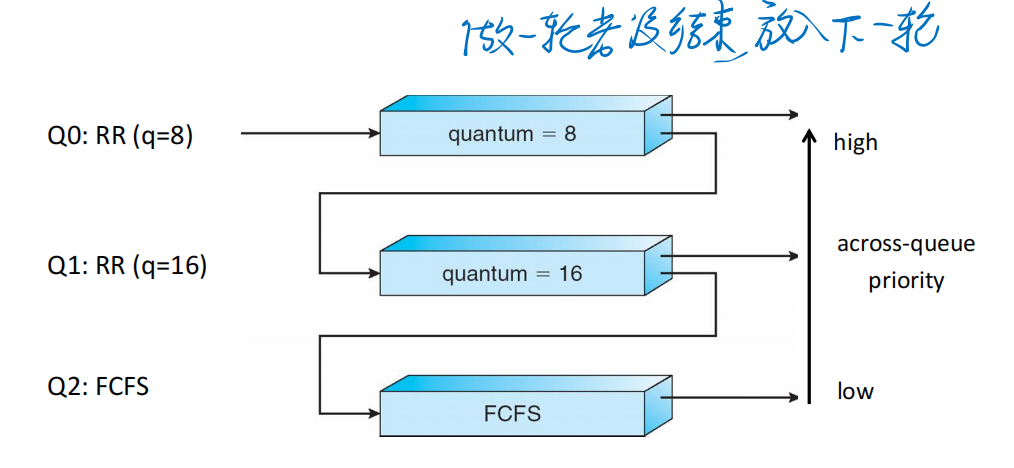 做一轮若没结束放入下一轮
Q0: RR (q=8)
quantum = 8
high
across-queue
priority
Q1: RR (q=16)
quantum = 16
Q2: FCFS
FCFS
low